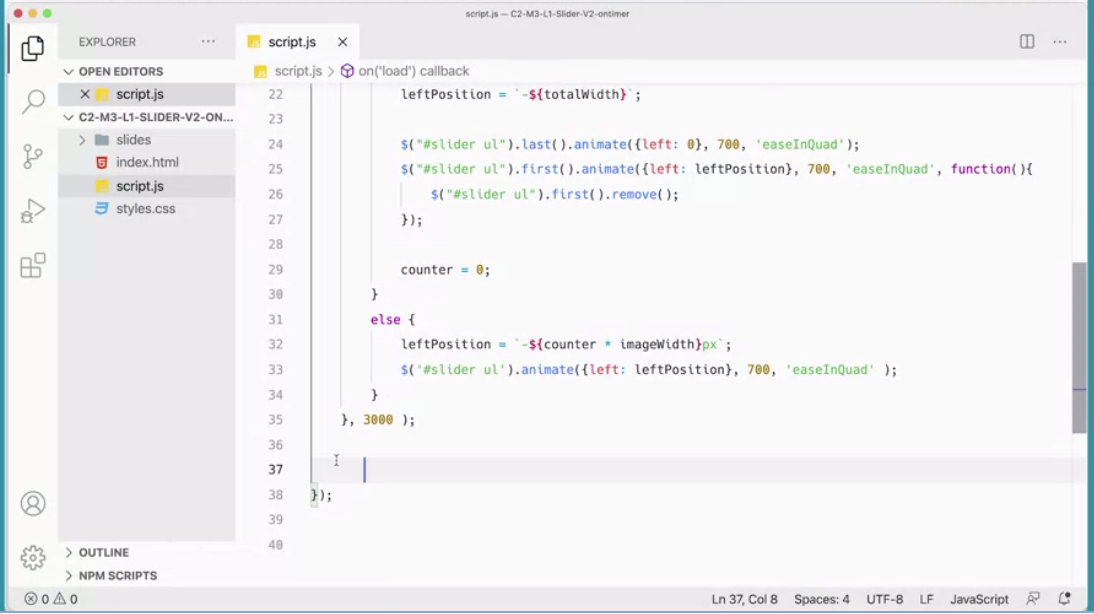 script.js — C2-M3-L1-Slider-V2-ontimer
EXPLORER
OPEN EDITORS
script.js
C2-M3-L1-SLIDER-V2-ON...
slides
index.html
script.js
styles.css
OUTLINE
NPM SCRIPTS
script.js
script.js > on('load') callback
22 leftPosition = `-${totalWidth}`;
23
24 $("#slider ul").last().animate({left: 0}, 700, 'easeInQuad');
25 $("#slider ul").first().animate({left: leftPosition}, 700, 'easeInQuad', function(){
26 $("#slider ul").first().remove();
27 });
28
29 counter = 0;
30 }
31 else {
32 leftPosition = `-${counter * imageWidth}px`;
33 $('#slider ul').animate({left: leftPosition}, 700, 'easeInQuad' );
34 }
35 }, 3000 );
36
37
38 });
39
40
0 0 Ln 37, Col 8 Spaces: 4 UTF-8 LF JavaScript